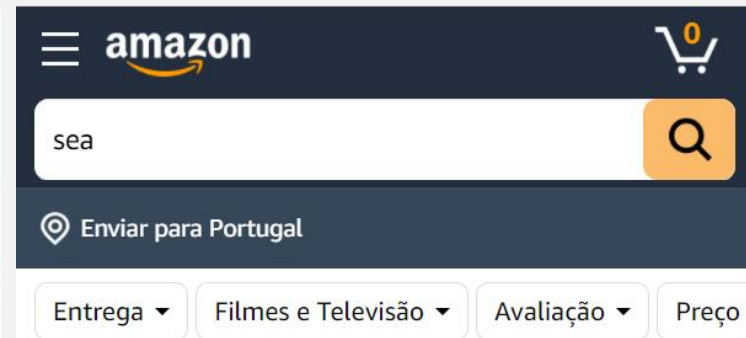 amazon
0
sea
Enviar para Portugal
Entrega Filmes e Televisão Avaliação Preço